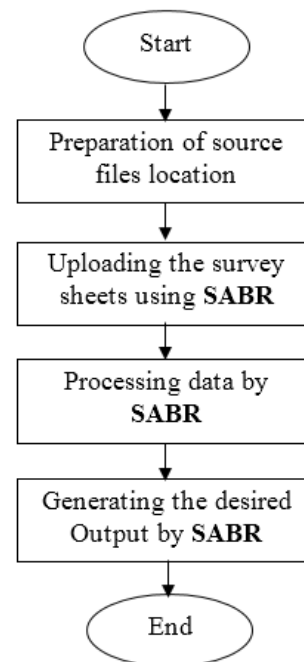 Start
Preparation of source
files location
Uploading the survey
sheets using SABR
Processing data by
SABR
Generating the desired
Output by SABR
End